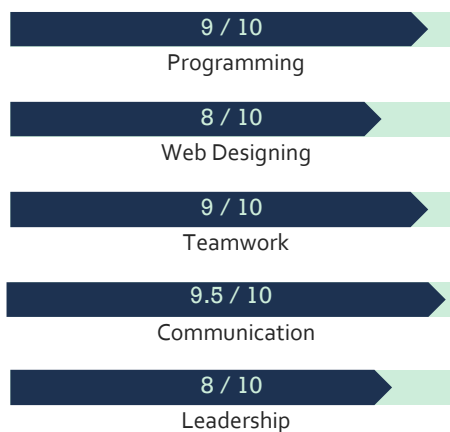 9 / 10
Programming
8 / 10
Web Designing
9 / 10
Teamwork
9.5 / 10
Communication
8 / 10
Leadership